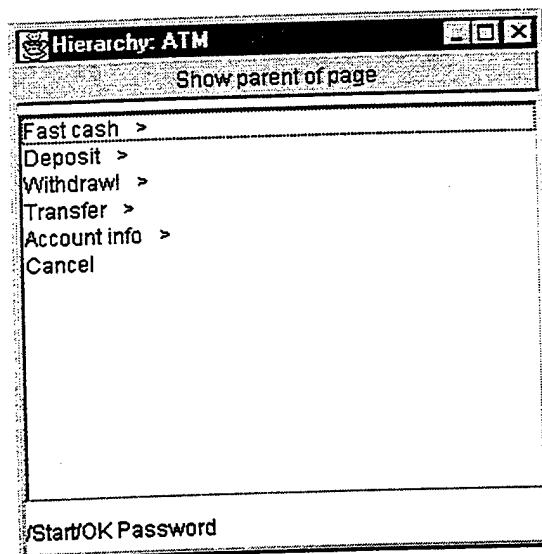 Hierarchy: ATM
Show parent of page
Fast cash >
Deposit >
Withdrawl >
Transfer >
Account info >
Cancel
/Start/OK Password